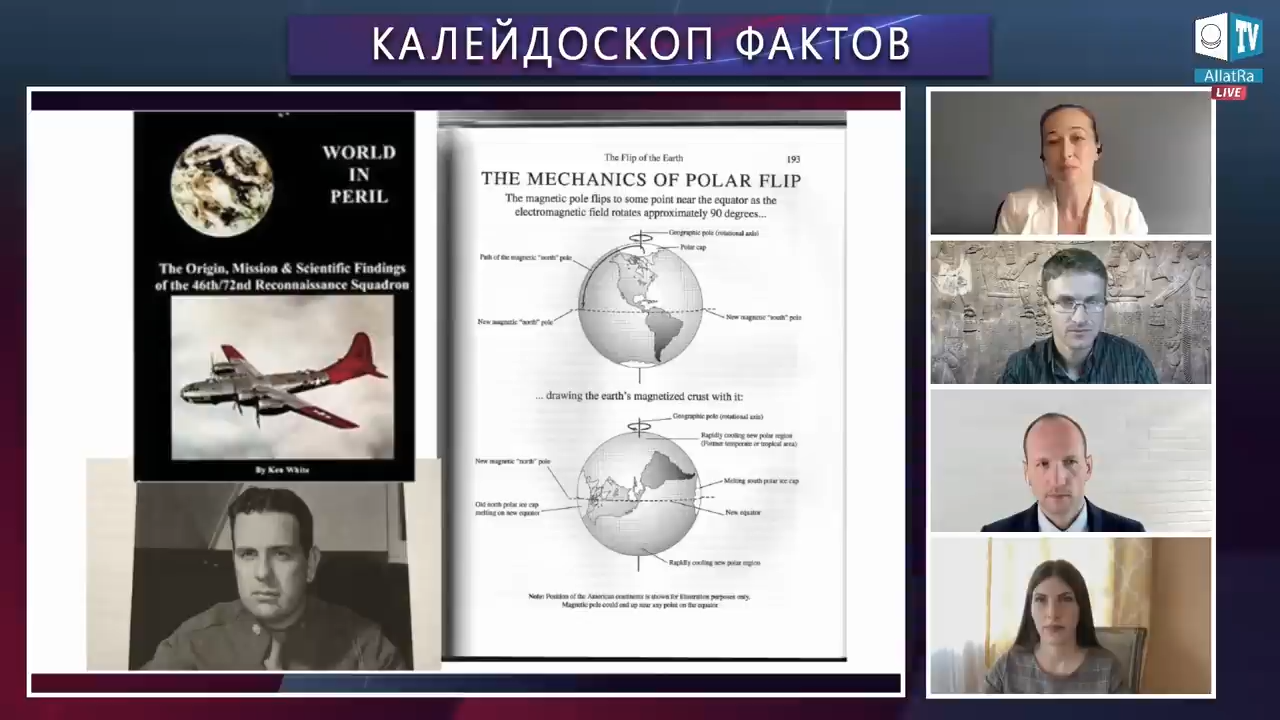 КАЛЕЙДОСКОП ФАКТОВ
TV
AllatRa
LIVE
WORLD
IN
PERIL
The Origin, Mission & Scientific Findings
of the 46th/72nd Reconnaissance Squadron
By Ken White
The Flip of the Earth 193
THE MECHANICS OF POLAR FLIP
The magnetic pole flips to some point near the equator as the
electromagnetic field rotates approximately 90 degrees...
Geographic pole (rotational axis)
Polar cap
Path of the magnetic "north" pole
New magnetic "north" pole
New magnetic "south" pole
... drawing the earth's magnetized crust with it:
Geographic pole (rotational axis)
Rapidly cooling new polar region
(Former temperate or tropical area)
New magnetic "north" pole
Melting south polar ice cap
Old north polar ice cap
melting on new equator
New equator
Rapidly cooling new polar region
Note: Position of the American continents is shown for illustration purposes only.
Magnetic pole could end up near any point on the equator